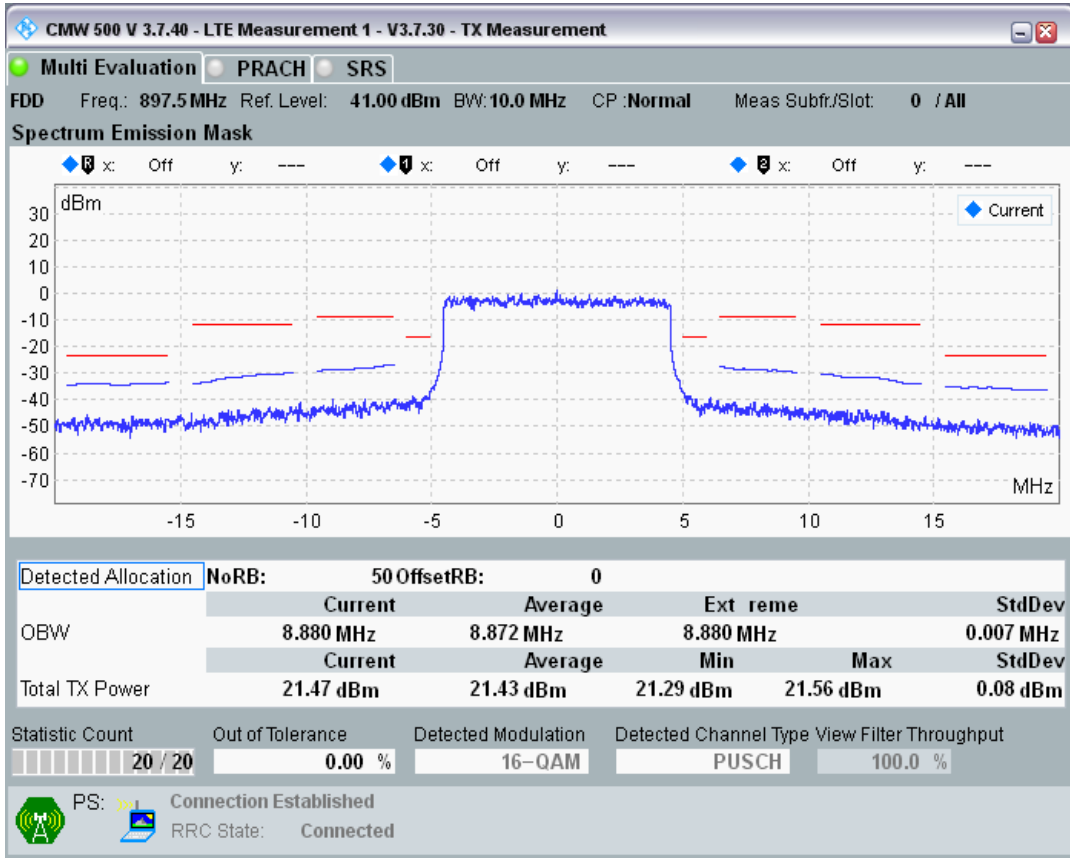 CMW 500 V 3.7.40 - LTE Measurement 1 - V3.7.30 - TX Measurement
Multi Evaluation PRACH SRS
FDD Freq.: 897.5 MHz Ref. Level: 41.00 dBm BW: 10.0 MHz CP :Normal Meas Subfr./Slot: 0 / All
Spectrum Emission Mask
R x: Off y: --- 1 x: Off y: --- 2 x: Off y: ---
dBm
Current
30
20
10
0
-10
-20
-30
-40
-50
-60
-70
MHz
-15 -10 -5 0 5 10 15
Detected Allocation NoRB: 50 OffsetRB: 0
Current Average Ext reme StdDev
OBW 8.880 MHz 8.872 MHz 8.880 MHz 0.007 MHz
Current Average Min Max StdDev
Total TX Power 21.47 dBm 21.43 dBm 21.29 dBm 21.56 dBm 0.08 dBm
Statistic Count Out of Tolerance Detected Modulation Detected Channel Type View Filter Throughput
20 / 20 0.00 % 16-QAM PUSCH 100.0 %
PS: Connection Established
RRC State: Connected